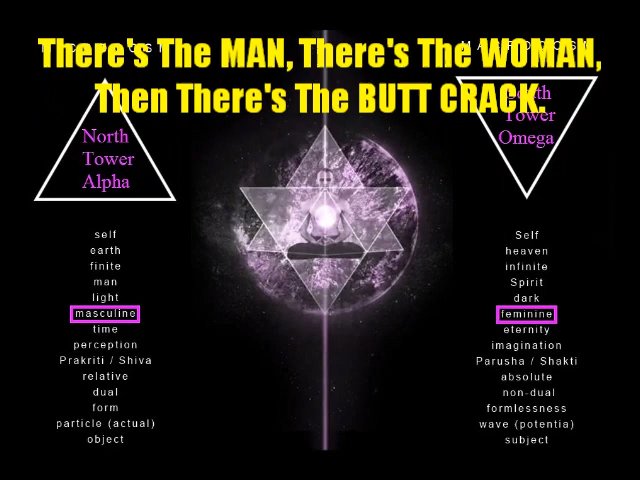 There's The MAN, There's The WOMAN,
Then There's The BUTT CRACK.
North
Tower
Alpha
self
earth
finite
man
light
masculine
time
perception
Prakriti / Shiva
relative
dual
form
particle (actual)
object
Tower
Omega
Self
heaven
infinite
Spirit
dark
feminine
eternity
imagination
Parusha / Shakti
absolute
non-dual
formlessness
wave (potentia)
subject